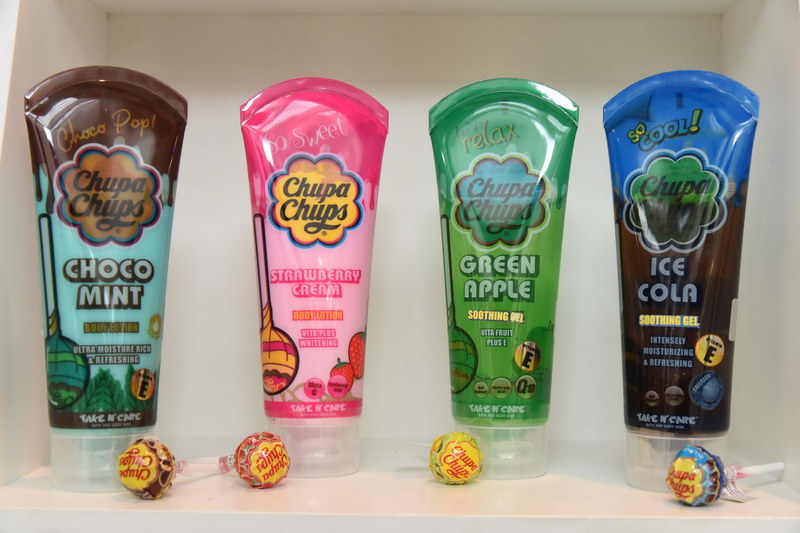 Choco Pop!
Chupa
Chups
CHOCO
MINT
BODY LOTION
ULTRA MOISTURE RICH
& REFRESHING
E
TAKE N' CARE
SO Sweet
Chupa
Chups
STRAWBERRY
CREAM
BODY LOTION
VITA PLUS
WHITENING
TAKE N' CARE
relax
Chupa
Chups
GREEN
APPLE
SOOTHING GEL
VITA FRUIT
PLUS E
E
Q10
TAKE N' CARE
SO COOL!
Chupa
Chups
ICE
COLA
SOOTHING GEL
INTENSELY
MOISTURIZING
& REFRESHING
VITAMIN
E
TAKE N' CARE
Chupa
Chups
Chupa
Chups
Chupa
Chups
Chupa
Chups